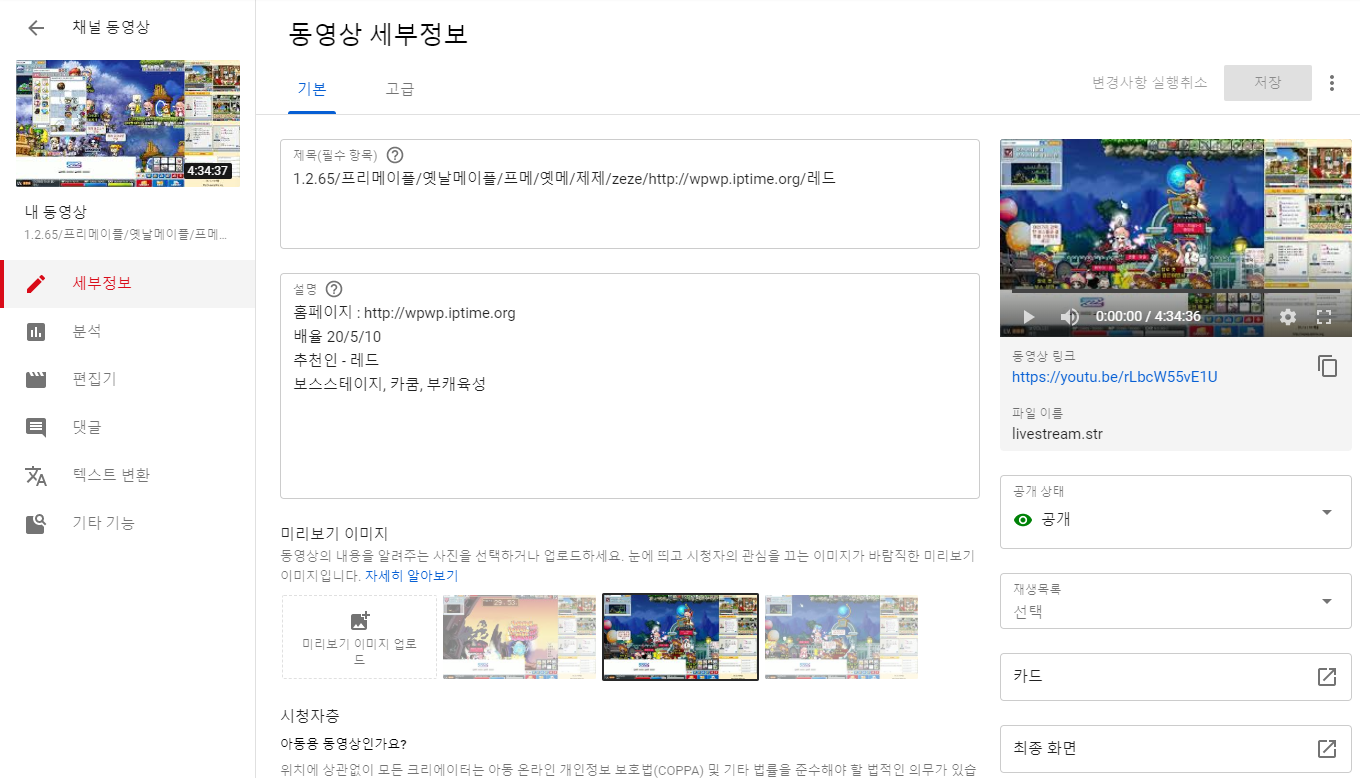 채널 동영상
4:34:37
내 동영상
1.2.65/프리메이플/옛날메이플/프메...
세부정보
분석
편집기
댓글
텍스트 변환
기타 기능
동영상 세부정보
기본
고급
변경사항 실행취소
저장
제목(필수 항목)
1.2.65/프리메이플/옛날메이플/프메/옛메/제제/zeze/http://wpwp.iptime.org/레드
설명
홈페이지 : http://wpwp.iptime.org
배율 20/5/10
추천인 - 레드
보스스테이지, 카쿰, 부캐육성
미리보기 이미지
동영상의 내용을 알려주는 사진을 선택하거나 업로드하세요. 눈에 띄고 시청자의 관심을 끄는 이미지가 바람직한 미리보기
이미지입니다. 자세히 알아보기
미리보기 이미지 업로
드
시청자층
아동용 동영상인가요?
위치에 상관없이 모든 크리에이터는 아동 온라인 개인정보 보호법(COPPA) 및 기타 법률을 준수해야 할 법적인 의무가 있습
0:00:00 / 4:34:36
동영상 링크
https://youtu.be/rLbcW55vE1U
파일 이름
livestream.str
공개 상태
공개
재생목록
선택
카드
최종 화면